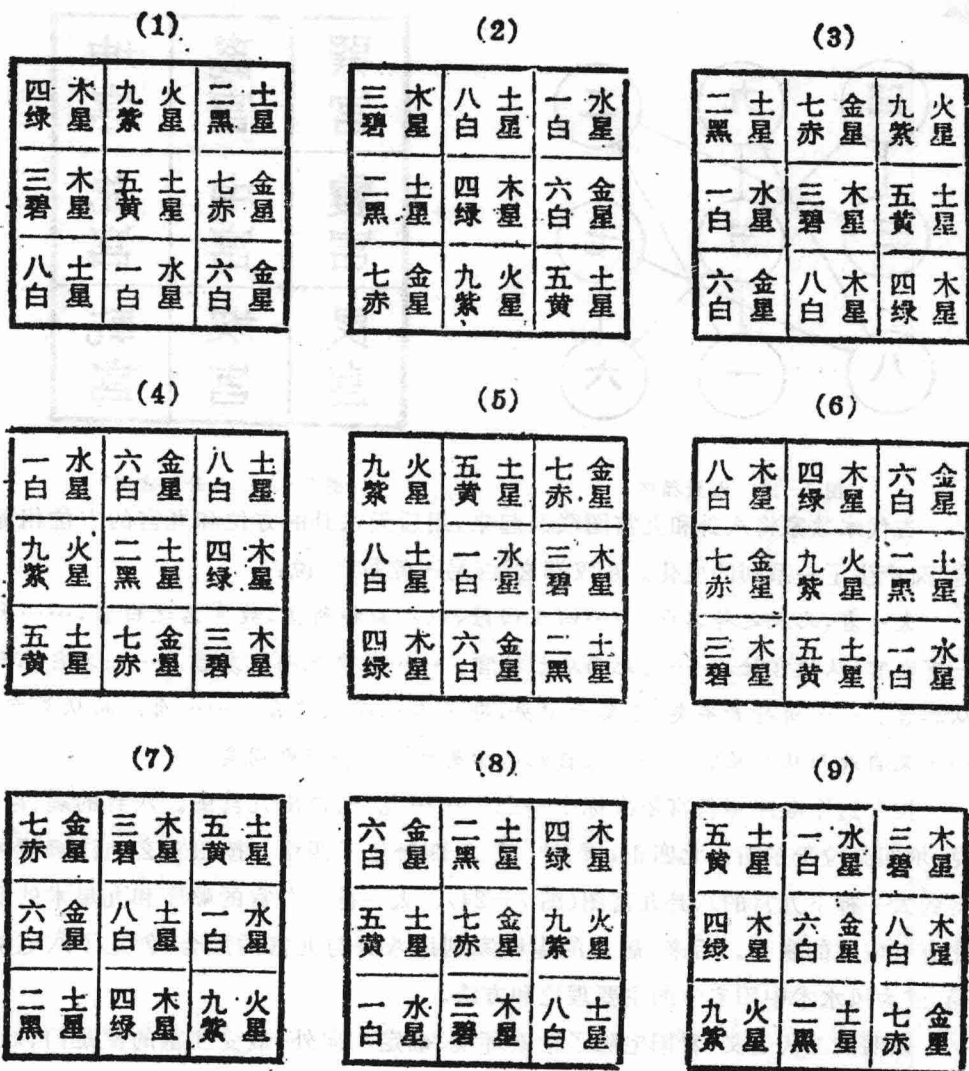 (1)
四绿 木星 九紫 火星 二黑 土星
三碧 木星 五黄 土星 七赤 金星
八白 土星 一白 水星 六白 金星
(2)
三碧 木星 八白 土星 一白 水星
二黑 土星 四绿 木星 六白 金星
七赤 金星 九紫 火星 五黄 土星
(3)
二黑 土星 七赤 金星 九紫 火星
一白 水星 三碧 木星 五黄 土星
六白 金星 八白 木星 四绿 木星
(4)
一白 水星 六白 金星 八白 土星
九紫 火星 二黑 土星 四绿 木星
五黄 土星 七赤 金星 三碧 木星
(5)
九紫 火星 五黄 土星 七赤 金星
八白 土星 一白 水星 三碧 木星
四绿 木星 六白 金星 二黑 土星
(6)
八白 木星 四绿 木星 六白 金星
七赤 金星 九紫 火星 二黑 土星
三碧 木星 五黄 土星 一白 水星
(7)
七赤 金星 三碧 木星 五黄 土星
六白 金星 八白 土星 一白 水星
二黑 土星 四绿 木星 九紫 火星
(8)
六白 金星 二黑 土星 四绿 木星
五黄 土星 七赤 金星 九紫 火星
一白 水星 三碧 木星 八白 土星
(9)
五黄 土星 一白 水星 三碧 木星
四绿 木星 六白 金星 八白 木星
九紫 火星 二黑 土星 七赤 金星